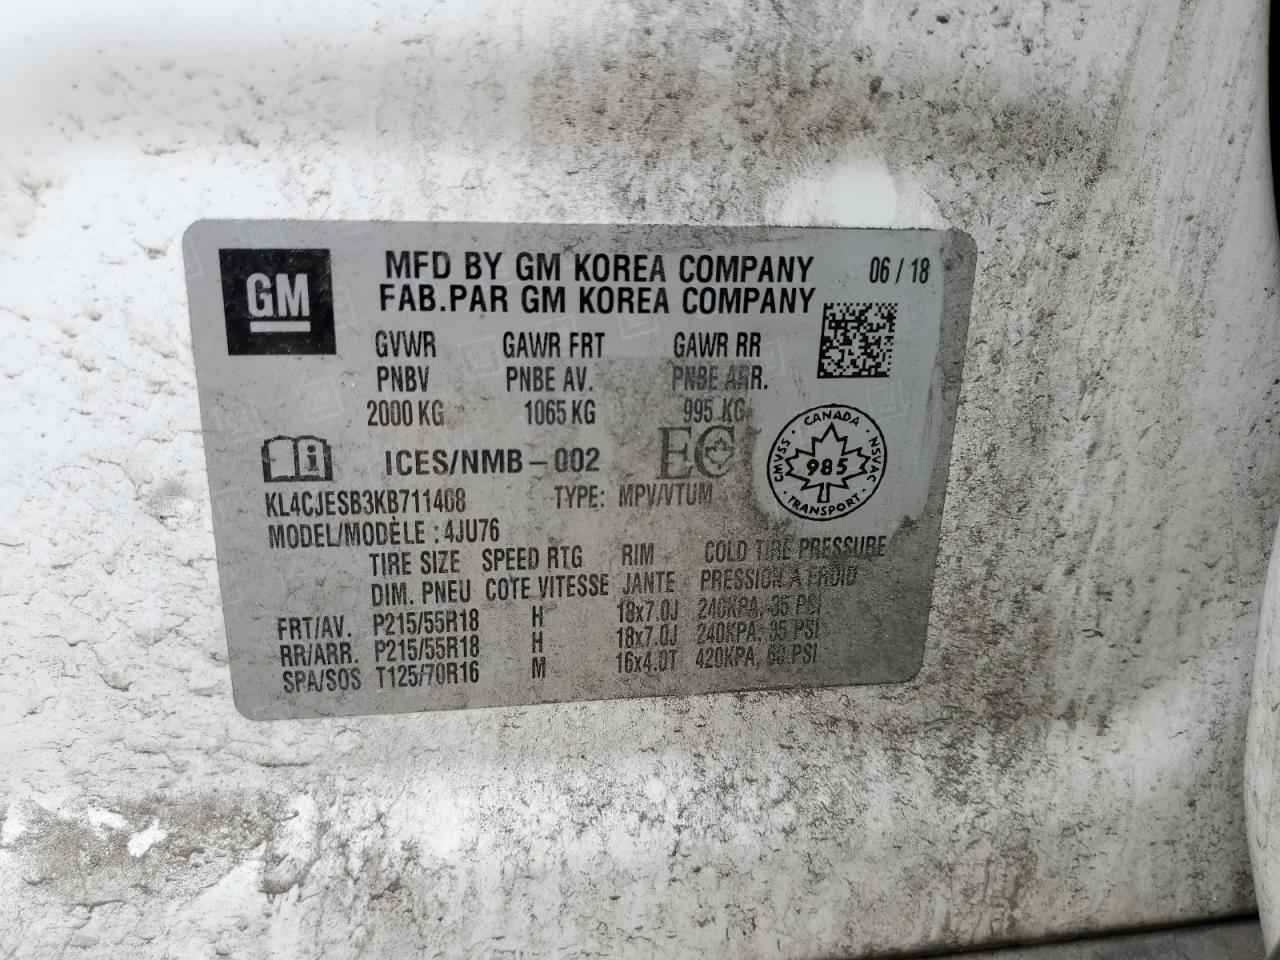 GM
MFD BY GM KOREA COMPANY 06 / 18
FAB.PAR GM KOREA COMPANY
GVWR GAWR FRT GAWR RR
PNBV PNBE AV. PNBE ARR.
2000 KG 1065 KG 995 KG
ICES/NMB – 002 EC
CANADA CMVSS NSVAC 985 TRANSPORT
KL4CJESB3KB711408 TYPE: MPV/VTUM
MODEL/MODÈLE : 4JU76
TIRE SIZE SPEED RTG RIM COLD TIRE PRESSURE
DIM. PNEU COTE VITESSE JANTE PRESSION A FROID
FRT/AV. P215/55R18 H 18x7.0J 240KPA, 35 PSI
RR/ARR. P215/55R18 H 18x7.0J 240KPA, 35 PSI
SPA/SOS T125/70R16 M 16x4.0T 420KPA, 60 PSI